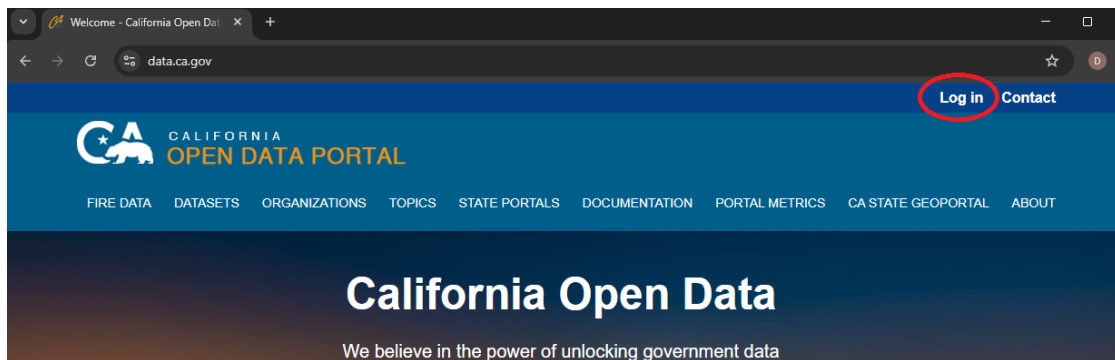 Welcome - California Open Dat
data.ca.gov
D
Log in Contact
CA CALIFORNIA
OPEN DATA PORTAL
FIRE DATA DATASETS ORGANIZATIONS TOPICS STATE PORTALS DOCUMENTATION PORTAL METRICS CA STATE GEOPORTAL ABOUT
California Open Data
We believe in the power of unlocking government data